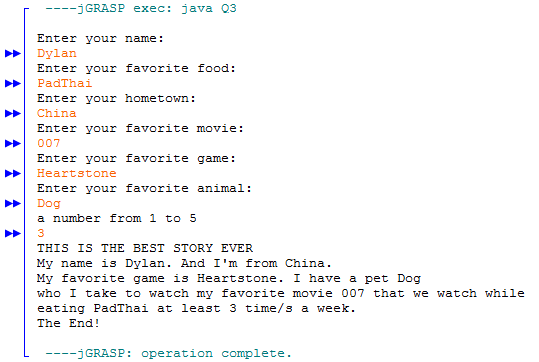 ----jGRASP exec: java Q3
Enter your name:
Dylan
Enter your favorite food:
PadThai
Enter your hometown:
China
Enter your favorite movie:
007
Enter your favorite game:
Heartstone
Enter your favorite animal:
Dog
a number from 1 to 5
3
THIS IS THE BEST STORY EVER
My name is Dylan. And I'm from China.
My favorite game is Heartstone. I have a pet Dog
who I take to watch my favorite movie 007 that we watch while
eating PadThai at least 3 time/s a week.
The End!
----jGRASP: operation complete.